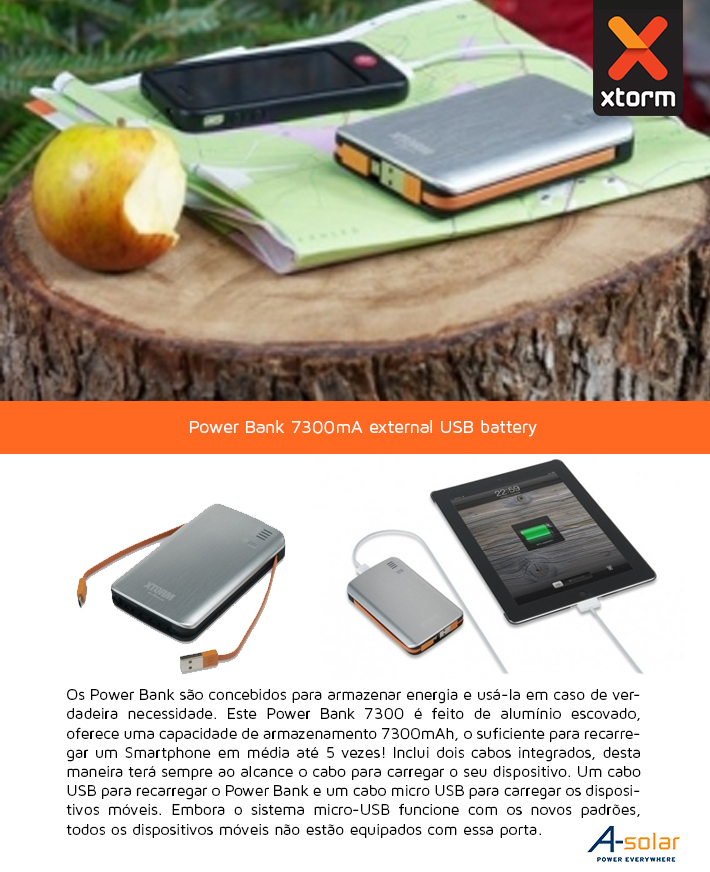 xtorm
XTORM
Power Bank 7300mA external USB battery
22:59
XTORM
Os Power Bank são concebidos para armazenar energia e usá-la em caso de ver-
dadeira necessidade. Este Power Bank 7300 é feito de alumínio escovado,
oferece uma capacidade de armazenamento 7300mAh, o suficiente para recarre-
gar um Smartphone em média até 5 vezes! Inclui dois cabos integrados, desta
maneira terá sempre ao alcance o cabo para carregar o seu dispositivo. Um cabo
USB para recarregar o Power Bank e um cabo micro USB para carregar os disposi-
tivos móveis. Embora o sistema micro-USB funcione com os novos padrões,
todos os dispositivos móveis não estão equipados com essa porta.
A-solar
POWER EVERYWHERE